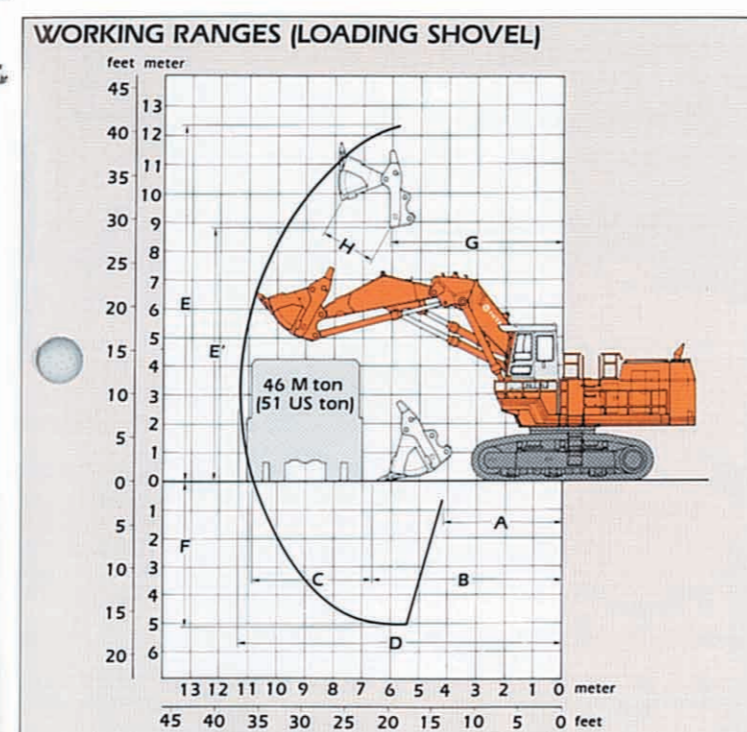 WORKING RANGES (LOADING SHOVEL)
feet meter
45
40
35
30
25
20
15
10
5
0
5
10
15
20
13
12
11
10
9
8
7
6
5
4
3
2
1
0
1
2
3
4
5
6
H
G
E
E'
46 M ton
(51 US ton)
A
F
C
B
D
13 12 11 10 9 8 7 6 5 4 3 2 1 0 meter
45 40 35 30 25 20 15 10 5 0 feet